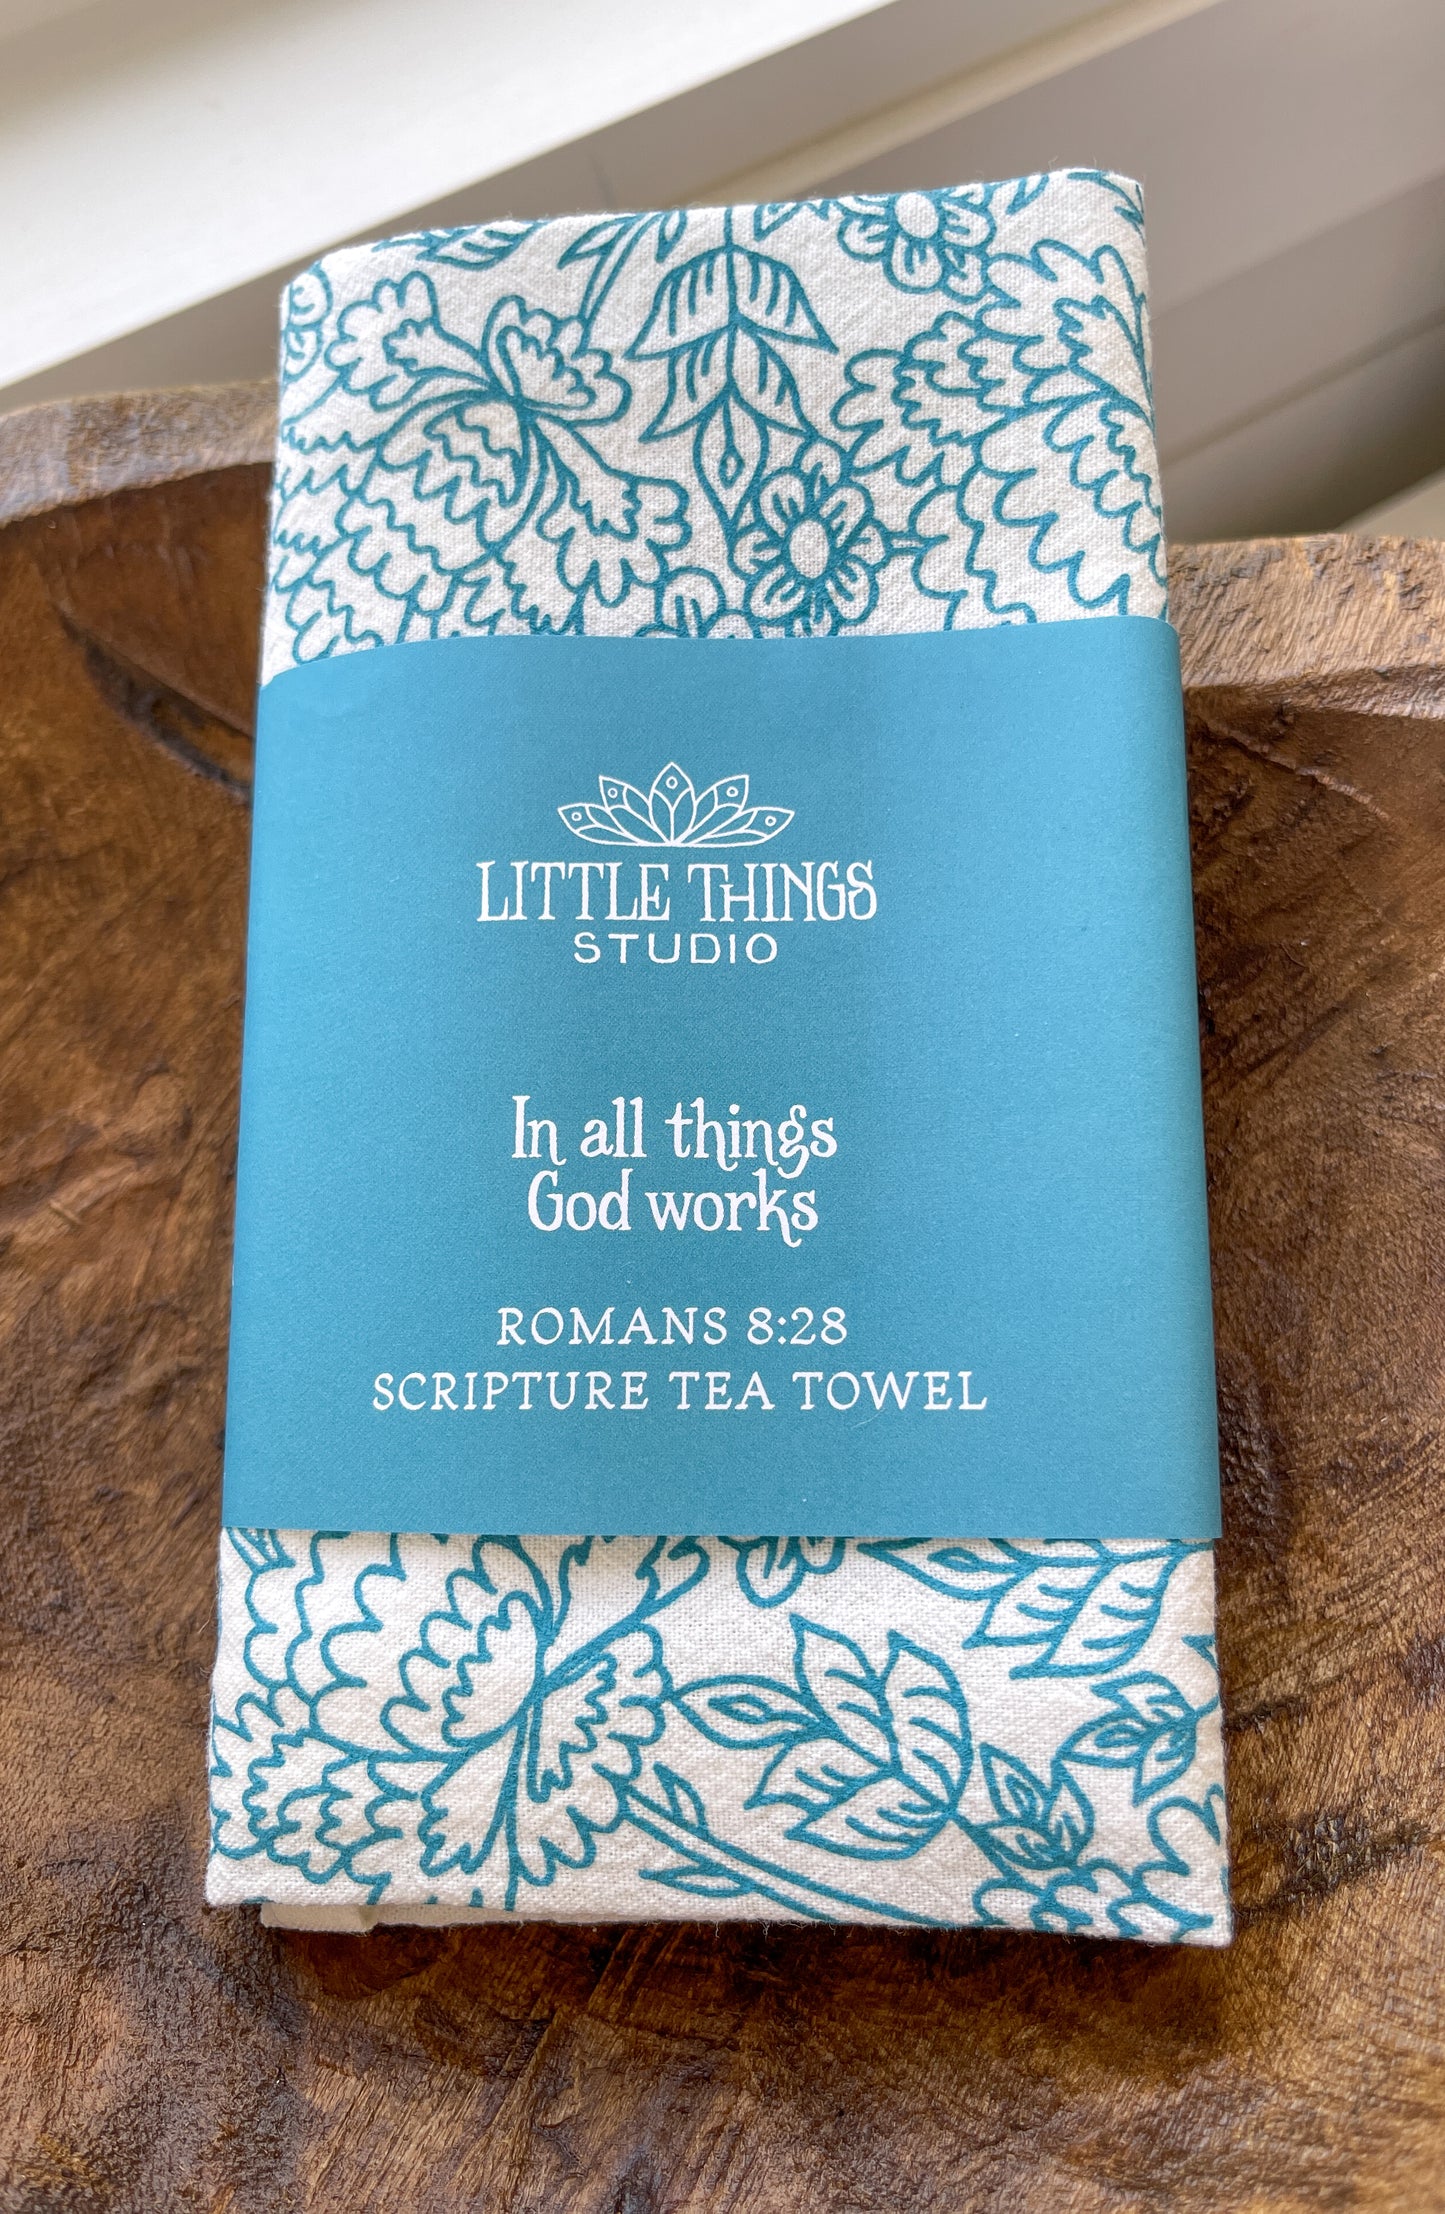 LITTLE THINGS
STUDIO
In all things
God works
ROMANS 8:28
SCRIPTURE TEA TOWEL